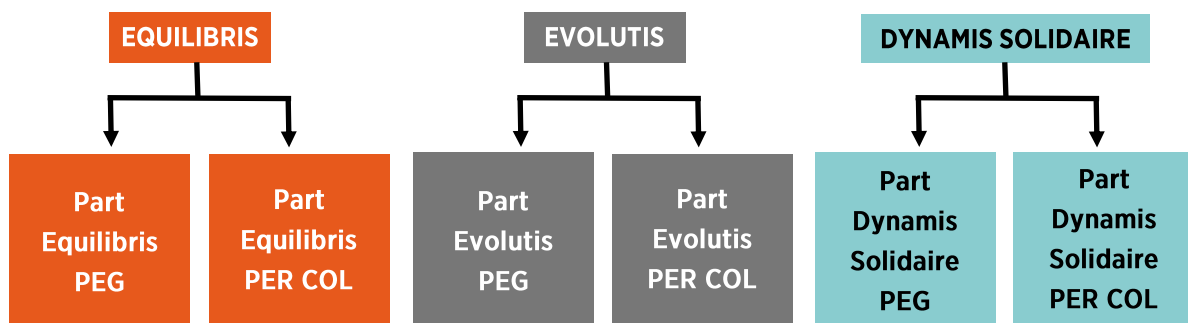 EQUILIBRIS
EVOLUTIS
DYNAMIS SOLIDAIRE
Part
Equilibris
PEG
Part
Equilibris
PER COL
Part
Evolutis
PEG
Part
Evolutis
PER COL
Part
Dynamis
Solidaire
PEG
Part
Dynamis
Solidaire
PER COL